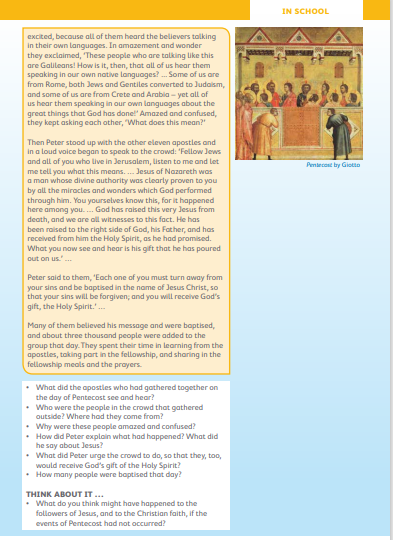 IN SCHOOL
excited, because all of them heard the believers talking
in their own languages. In amazement and wonder
they exclaimed, 'These people who are talking like this
are Galileans! How is it, then, that all of us hear them
speaking in our own native languages? ... Some of us are
from Rome, both Jews and Gentiles converted to Judaism,
and some of us are from Crete and Arabia – yet all of
us hear them speaking in our own languages about the
great things that God has done!' Amazed and confused,
they kept asking each other, 'What does this mean?'
Then Peter stood up with the other eleven apostles and
in a loud voice began to speak to the crowd: 'Fellow Jews
and all of you who live in Jerusalem, listen to me and let
me tell you what this means. ... Jesus of Nazareth was
a man whose divine authority was clearly proven to you
by all the miracles and wonders which God performed
through him. You yourselves know this, for it happened
here among you. ... God has raised this very Jesus from
death, and we are all witnesses to this fact. He has
been raised to the right side of God, his Father, and has
received from him the Holy Spirit, as he had promised.
What you now see and hear is his gift that he has poured
out on us.' ...
Peter said to them, 'Each one of you must turn away from
your sins and be baptised in the name of Jesus Christ, so
that your sins will be forgiven; and you will receive God's
gift, the Holy Spirit.' ...
Many of them believed his message and were baptised,
and about three thousand people were added to the
group that day. They spent their time in learning from the
apostles, taking part in the fellowship, and sharing in the
fellowship meals and the prayers.
Pentecost by Giotto
• What did the apostles who had gathered together on
the day of Pentecost see and hear?
• Who were the people in the crowd that gathered
outside? Where had they come from?
• Why were these people amazed and confused?
• How did Peter explain what had happened? What did
he say about Jesus?
• What did Peter urge the crowd to do, so that they, too,
would receive God's gift of the Holy Spirit?
• How many people were baptised that day?
THINK ABOUT IT ...
• What do you think might have happened to the
followers of Jesus, and to the Christian faith, if the
events of Pentecost had not occurred?